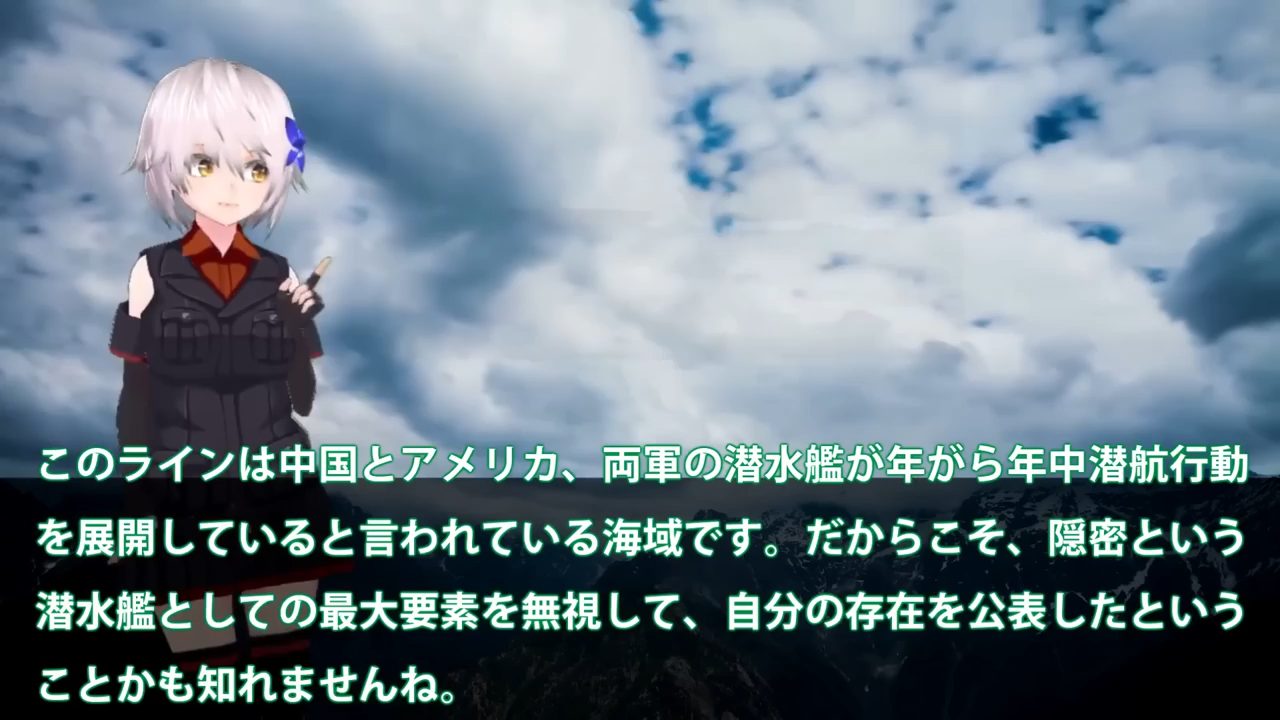 このラインは中国とアメリカ、両軍の潜水艦が年がら年中潜航行動
を展開していると言われている海域です。だからこそ、隠密という
潜水艦としての最大要素を無視して、自分の存在を公表したという
ことかも知れませんね。